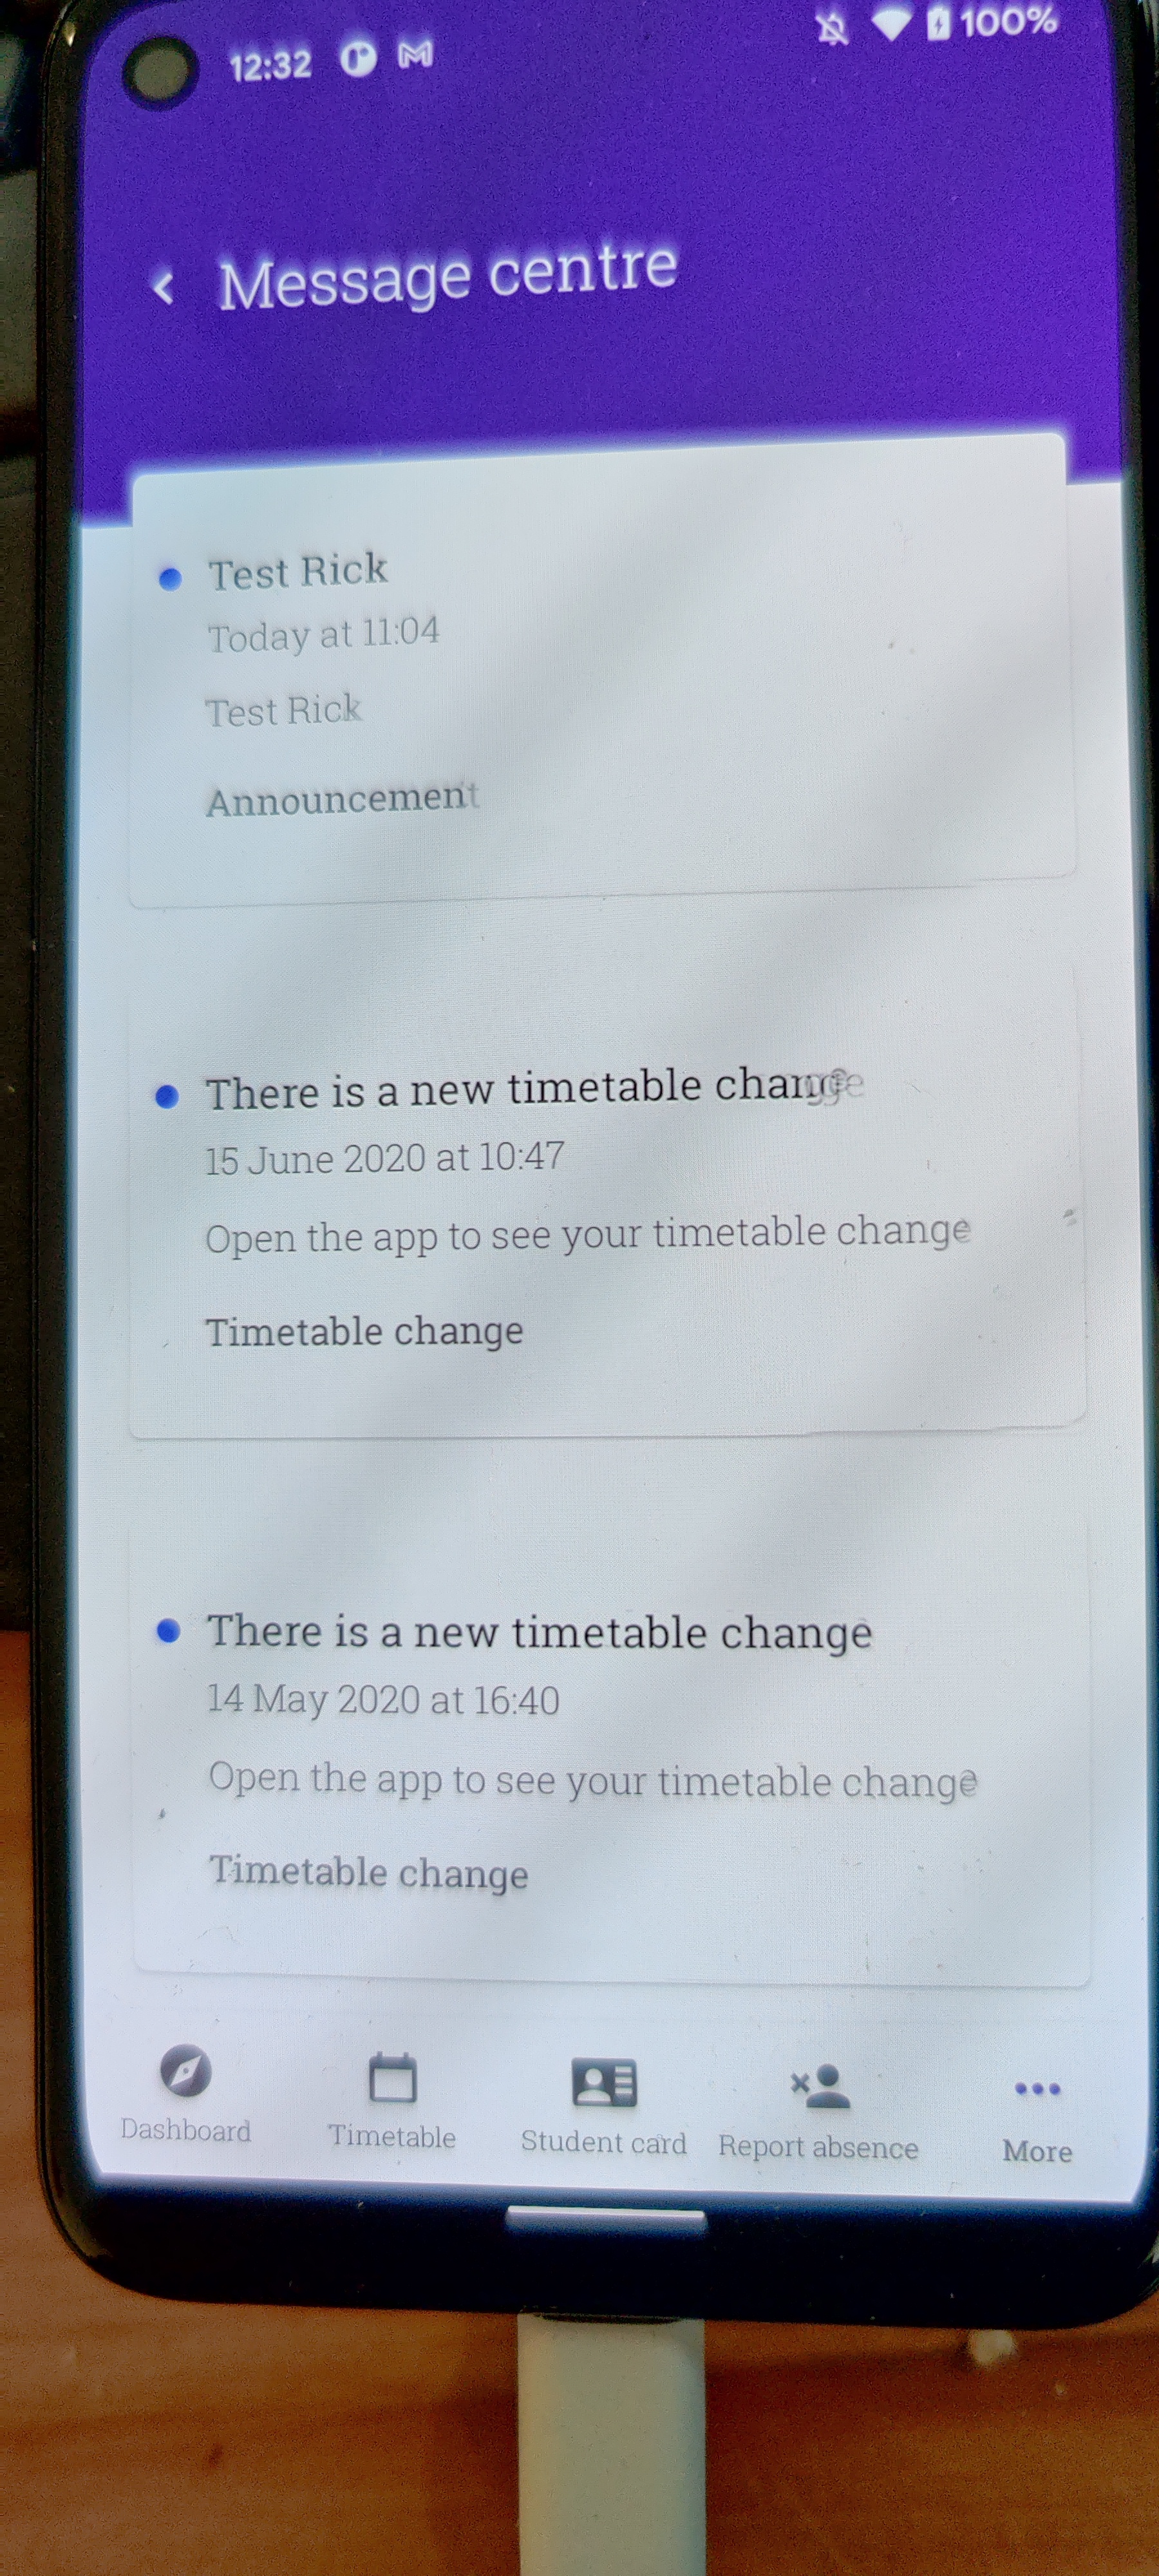 12:32
100%
Message centre
Test Rick
Today at 11:04
Test Rick
Announcement
There is a new timetable change
15 June 2020 at 10:47
Open the app to see your timetable change
Timetable change
There is a new timetable change
14 May 2020 at 16:40
Open the app to see your timetable change
Timetable change
Dashboard
Timetable
Student card
Report absence
More